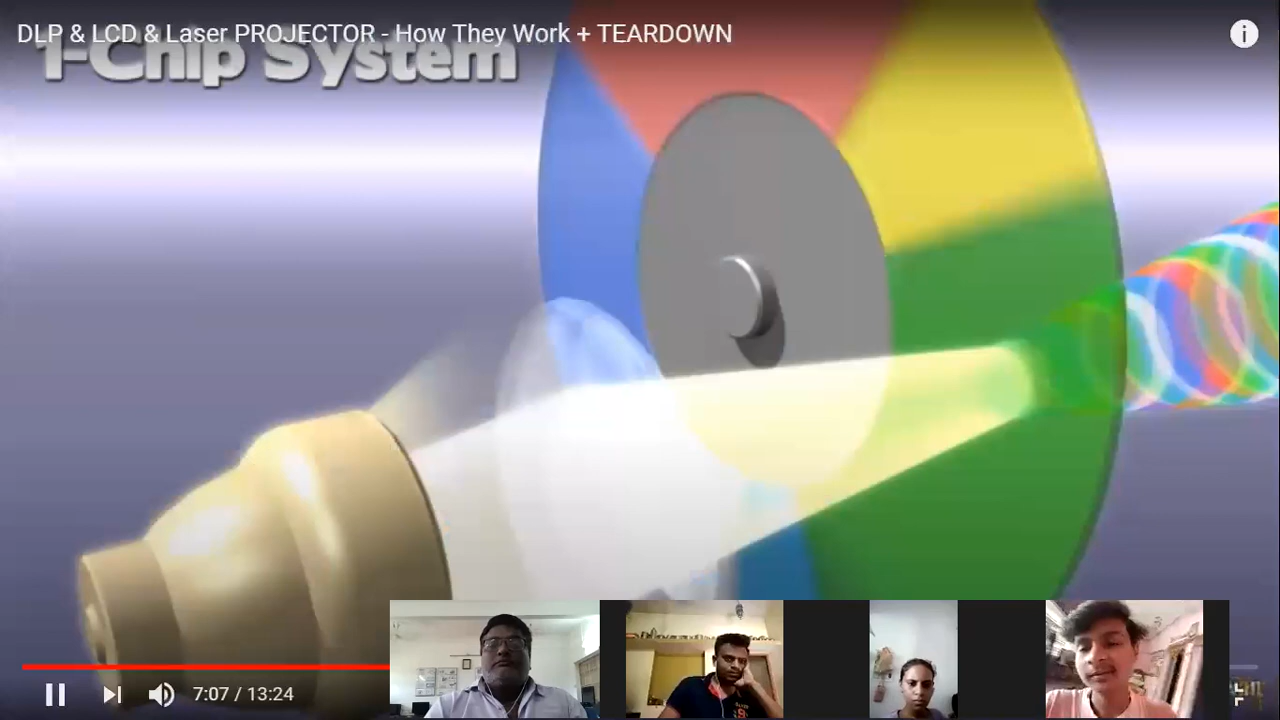 DLP & LCD & Laser PROJECTOR - How They Work + TEARDOWN
1-Chip System
7:07 / 13:24